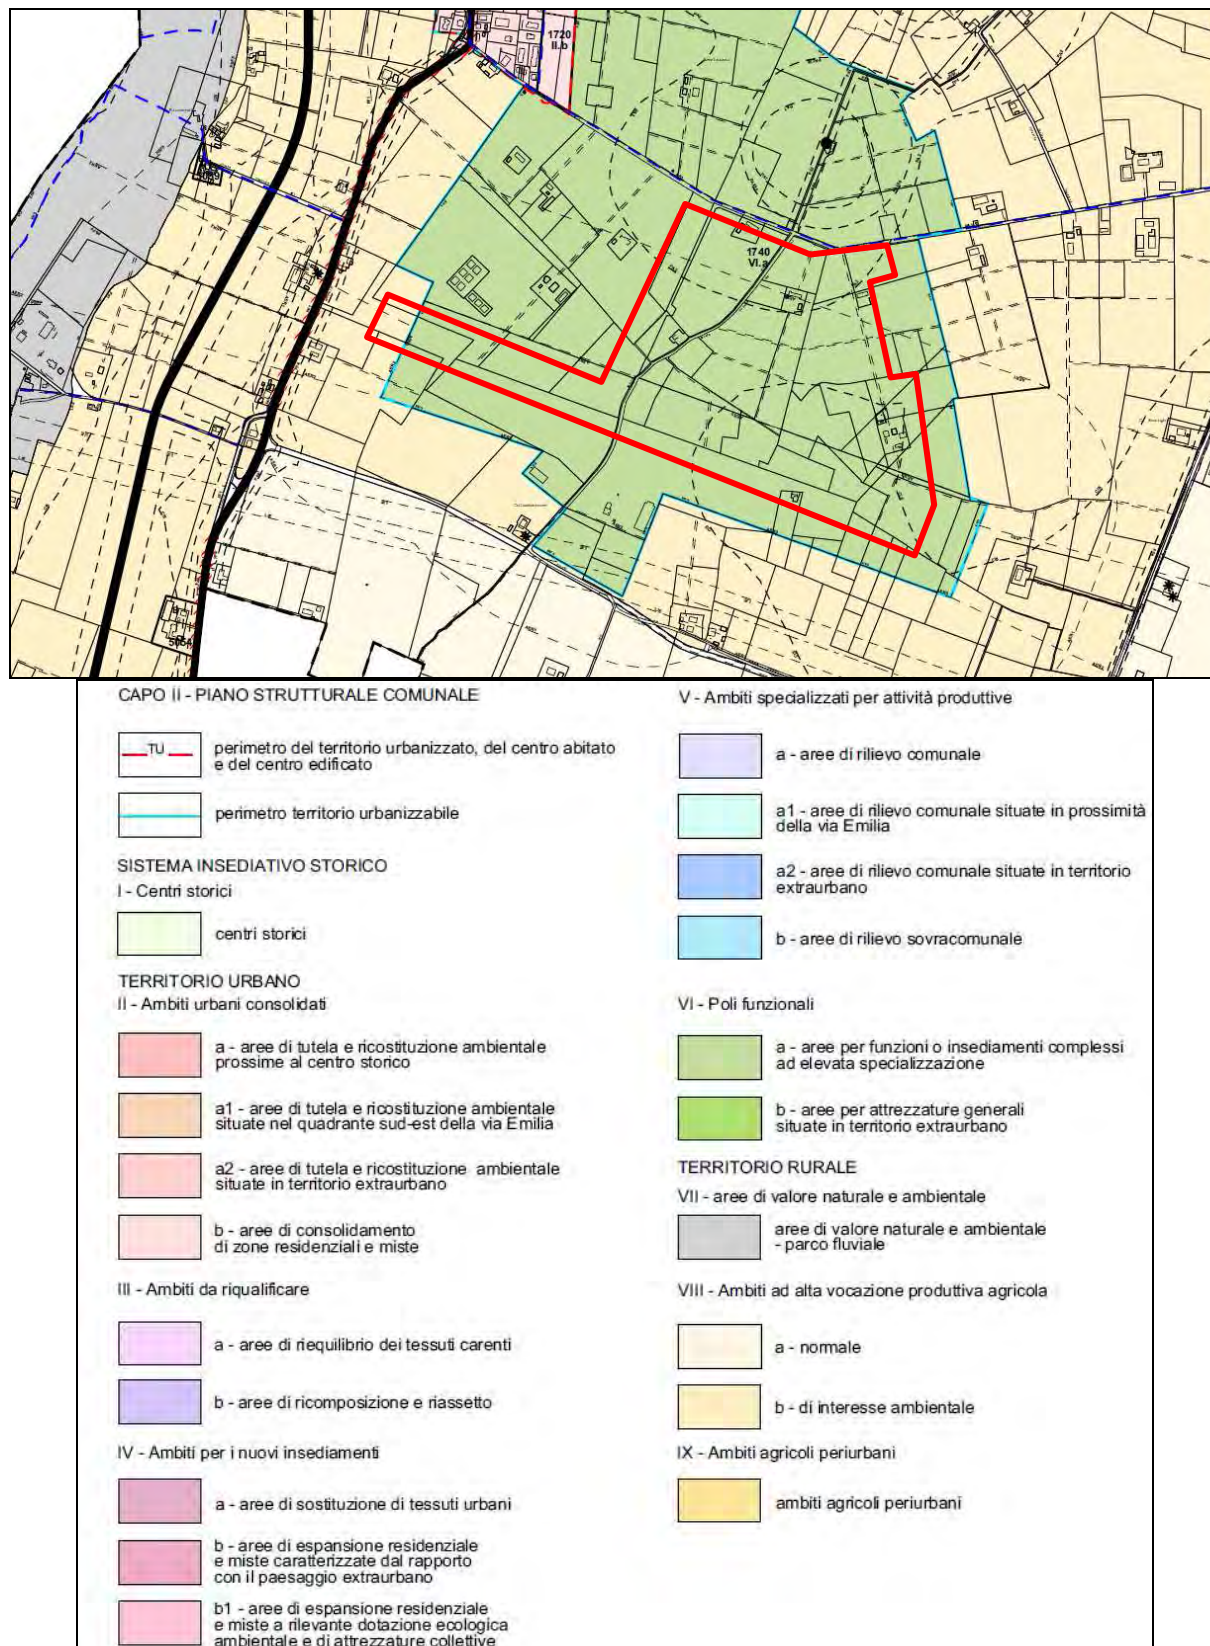 1720
II.b
1740
VI.a
CAPO II - PIANO STRUTTURALE COMUNALE
TU
perimetro del territorio urbanizzato, del centro abitato
e del centro edificato
perimetro territorio urbanizzabile
SISTEMA INSEDIATIVO STORICO
I - Centri storici
centri storici
TERRITORIO URBANO
II - Ambiti urbani consolidati
a - aree di tutela e ricostituzione ambientale
prossime al centro storico
a1 - aree di tutela e ricostituzione ambientale
situate nel quadrante sud-est della via Emilia
a2 - aree di tutela e ricostituzione ambientale
situate in territorio extraurbano
b - aree di consolidamento
di zone residenziali e miste
III - Ambiti da riqualificare
a - aree di riequilibrio dei tessuti carenti
b - aree di ricomposizione e riassetto
IV - Ambiti per i nuovi insediamenti
a - aree di sostituzione di tessuti urbani
b - aree di espansione residenziale
e miste caratterizzate dal rapporto
con il paesaggio extraurbano
b1 - aree di espansione residenziale
e miste a rilevante dotazione ecologica
ambientale e di attrezzature collettive
V - Ambiti specializzati per attività produttive
a - aree di rilievo comunale
a1 - aree di rilievo comunale situate in prossimità
della via Emilia
a2 - aree di rilievo comunale situate in territorio
extraurbano
b - aree di rilievo sovracomunale
VI - Poli funzionali
a - aree per funzioni o insediamenti complessi
ad elevata specializzazione
b - aree per attrezzature generali
situate in territorio extraurbano
TERRITORIO RURALE
VII - aree di valore naturale e ambientale
aree di valore naturale e ambientale
- parco fluviale
VIII - Ambiti ad alta vocazione produttiva agricola
a - normale
b - di interesse ambientale
IX - Ambiti agricoli periurbani
ambiti agricoli periurbani